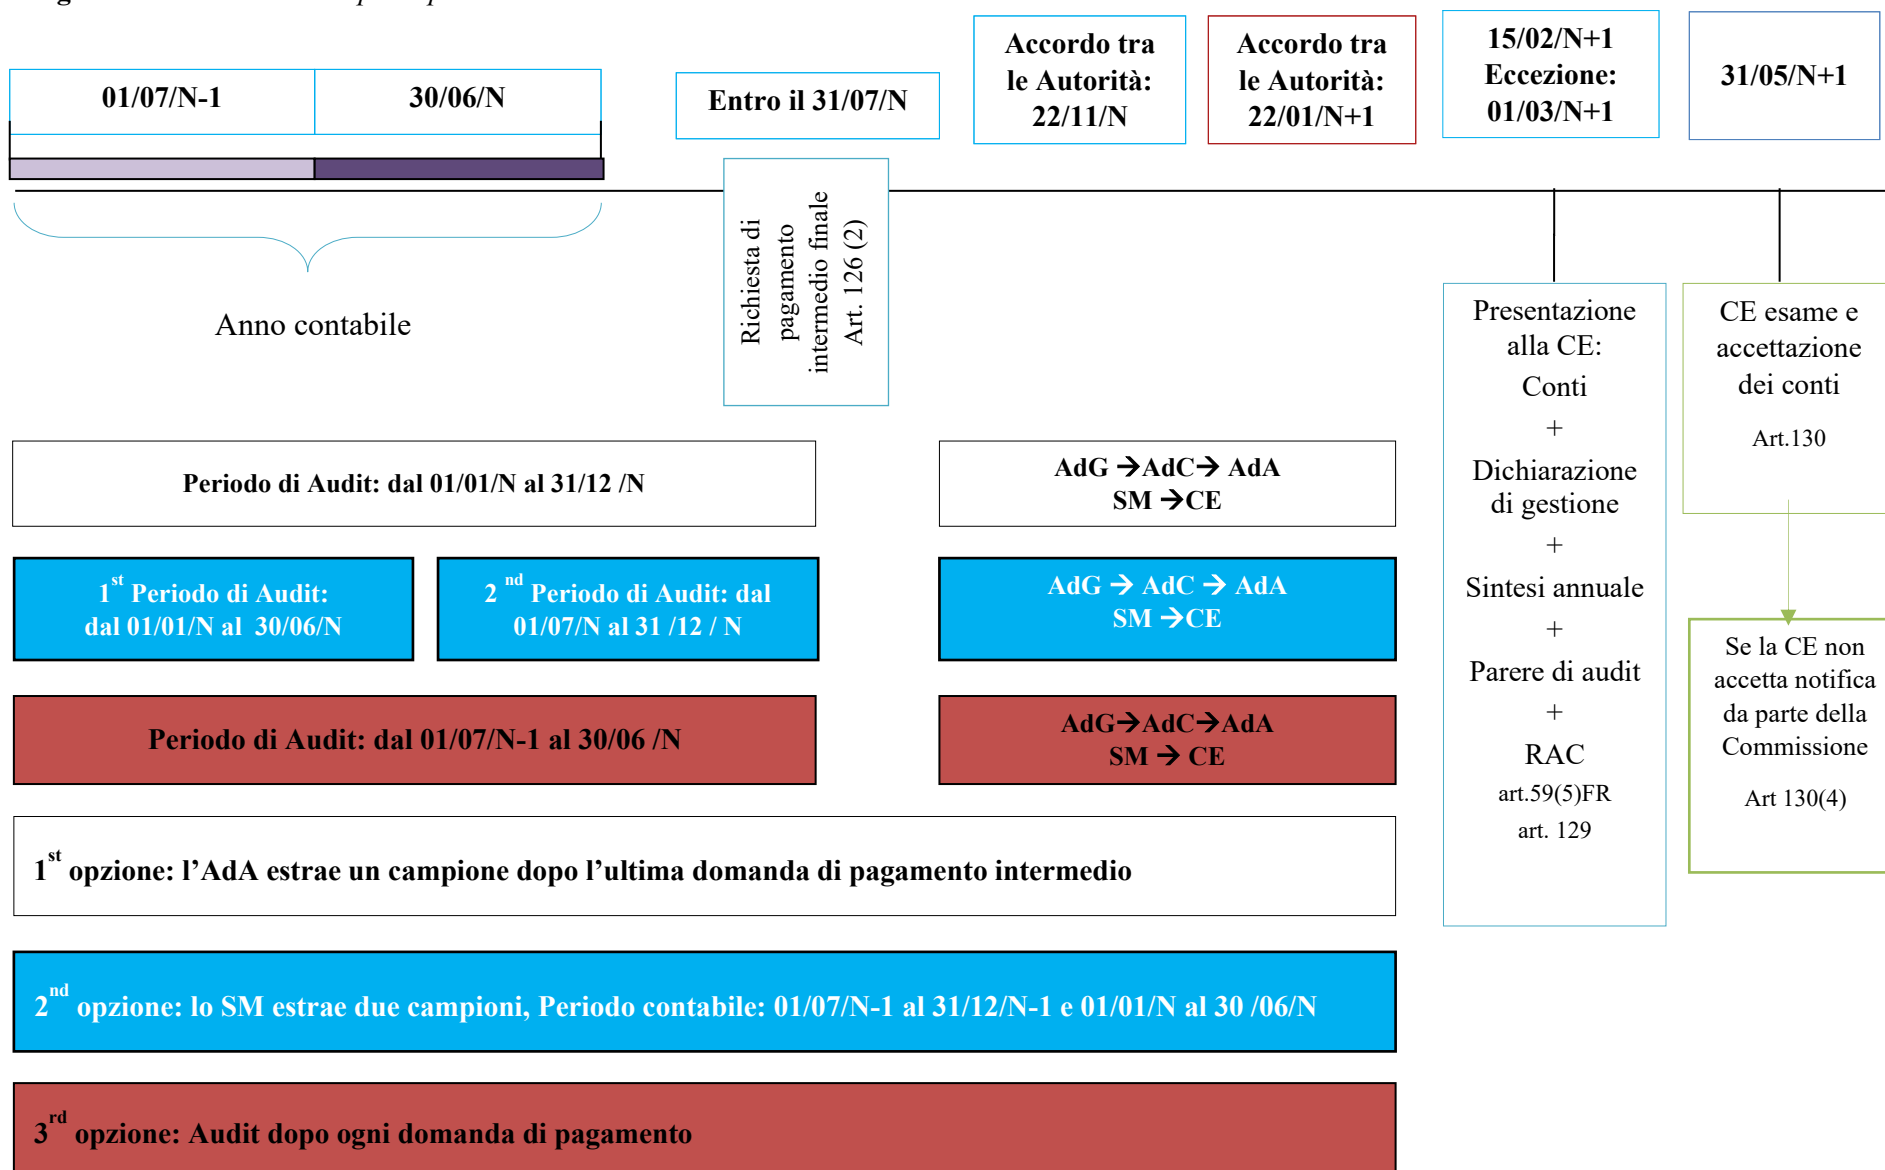 01/07/N-1
30/06/N
Entro il 31/07/N
Accordo tra
le Autorità:
22/11/N
Accordo tra
le Autorità:
22/01/N+1
15/02/N+1
Eccezione:
01/03/N+1
31/05/N+1
Anno contabile
Richiesta di
pagamento
intermedio finale
Art. 126 (2)
Presentazione
alla CE:
Conti
+
Dichiarazione
di gestione
+
Sintesi annuale
+
Parere di audit
+
RAC
art.59(5)FR
art. 129
CE esame e
accettazione
dei conti
Art.130
Se la CE non
accetta notifica
da parte della
Commissione
Art 130(4)
Periodo di Audit: dal 01/01/N al 31/12 /N
AdG →AdC→ AdA
SM →CE
1st Periodo di Audit:
dal 01/01/N al 30/06/N
2 nd Periodo di Audit: dal
01/07/N al 31 /12 / N
AdG → AdC → AdA
SM →CE
Periodo di Audit: dal 01/07/N-1 al 30/06 /N
AdG→AdC→AdA
SM → CE
1st opzione: l’AdA estrae un campione dopo l’ultima domanda di pagamento intermedio
2nd opzione: lo SM estrae due campioni, Periodo contabile: 01/07/N-1 al 31/12/N-1 e 01/01/N al 30 /06/N
3rd opzione: Audit dopo ogni domanda di pagamento